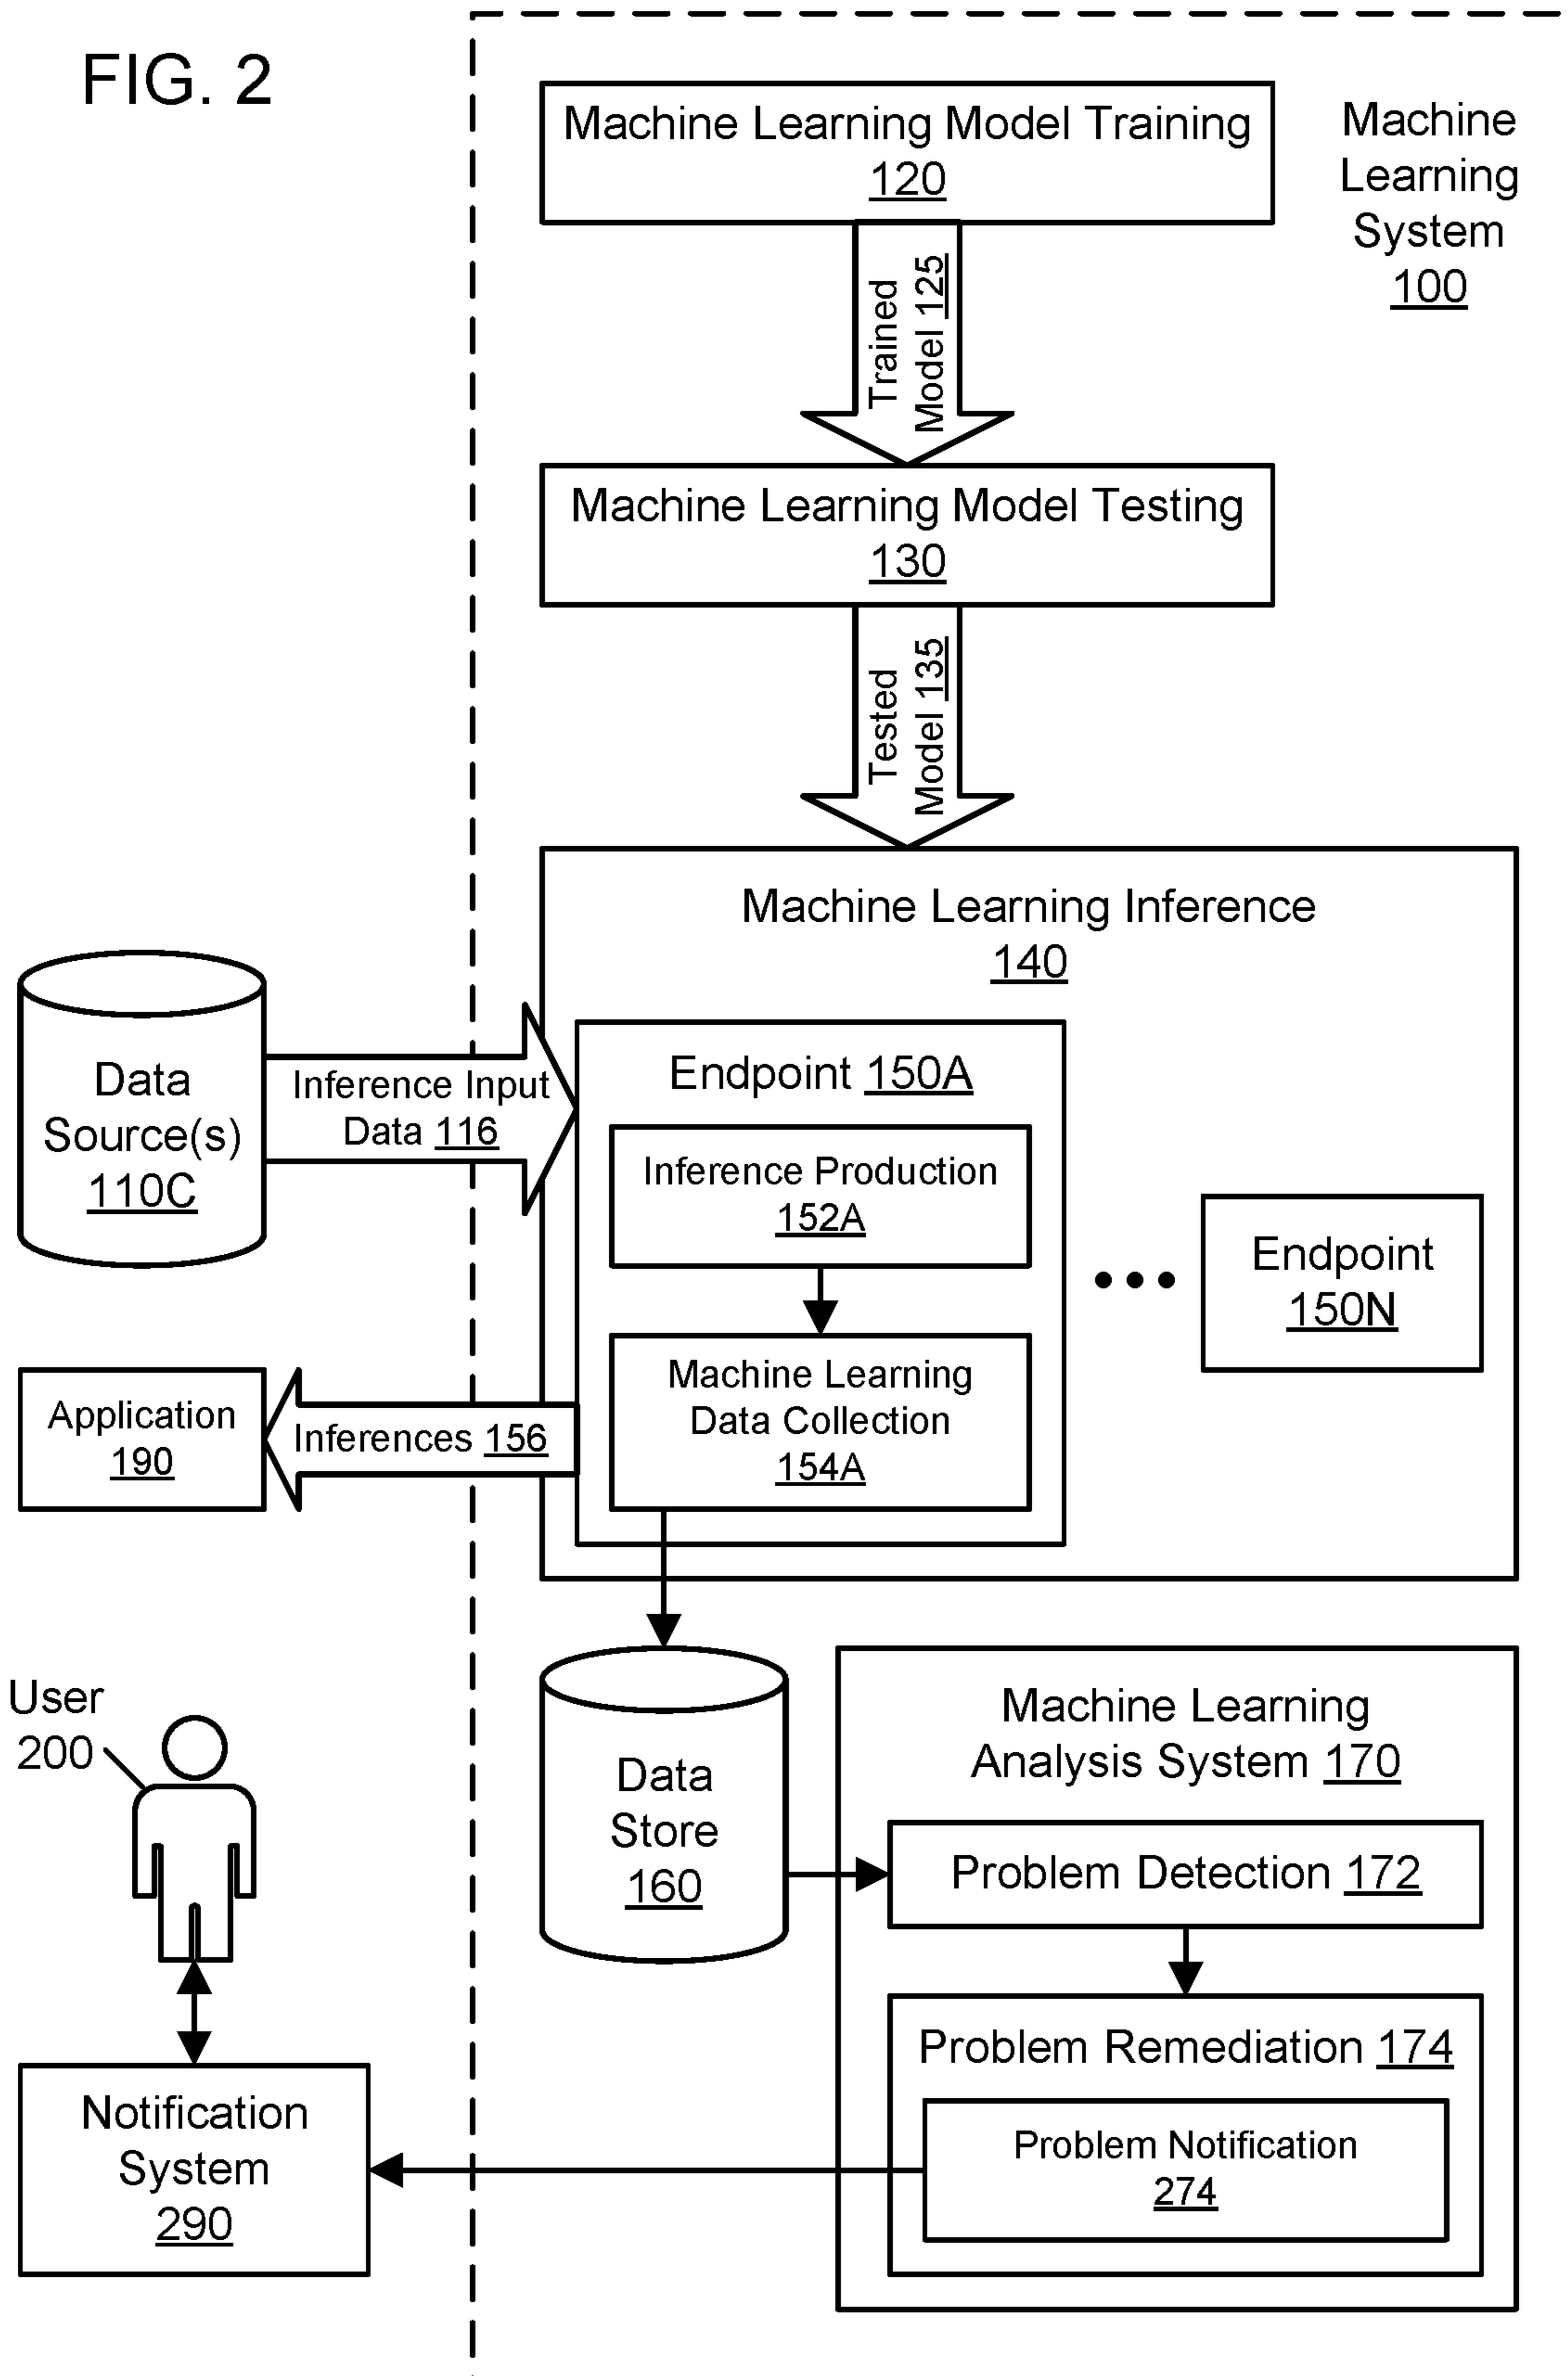 FIG. 2
Machine Learning Model Training
120
Machine
Learning
System
100
Trained
Model 125
Machine Learning Model Testing
130
Tested
Model 135
Machine Learning Inference
140
Data
Source(s)
110C
Inference Input
Data 116
Endpoint 150A
Inference Production
152A
Machine Learning
Data Collection
154A
Endpoint
150N
Application
190
Inferences 156
User
200
Data
Store
160
Machine Learning
Analysis System 170
Problem Detection 172
Problem Remediation 174
Problem Notification
274
Notification
System
290